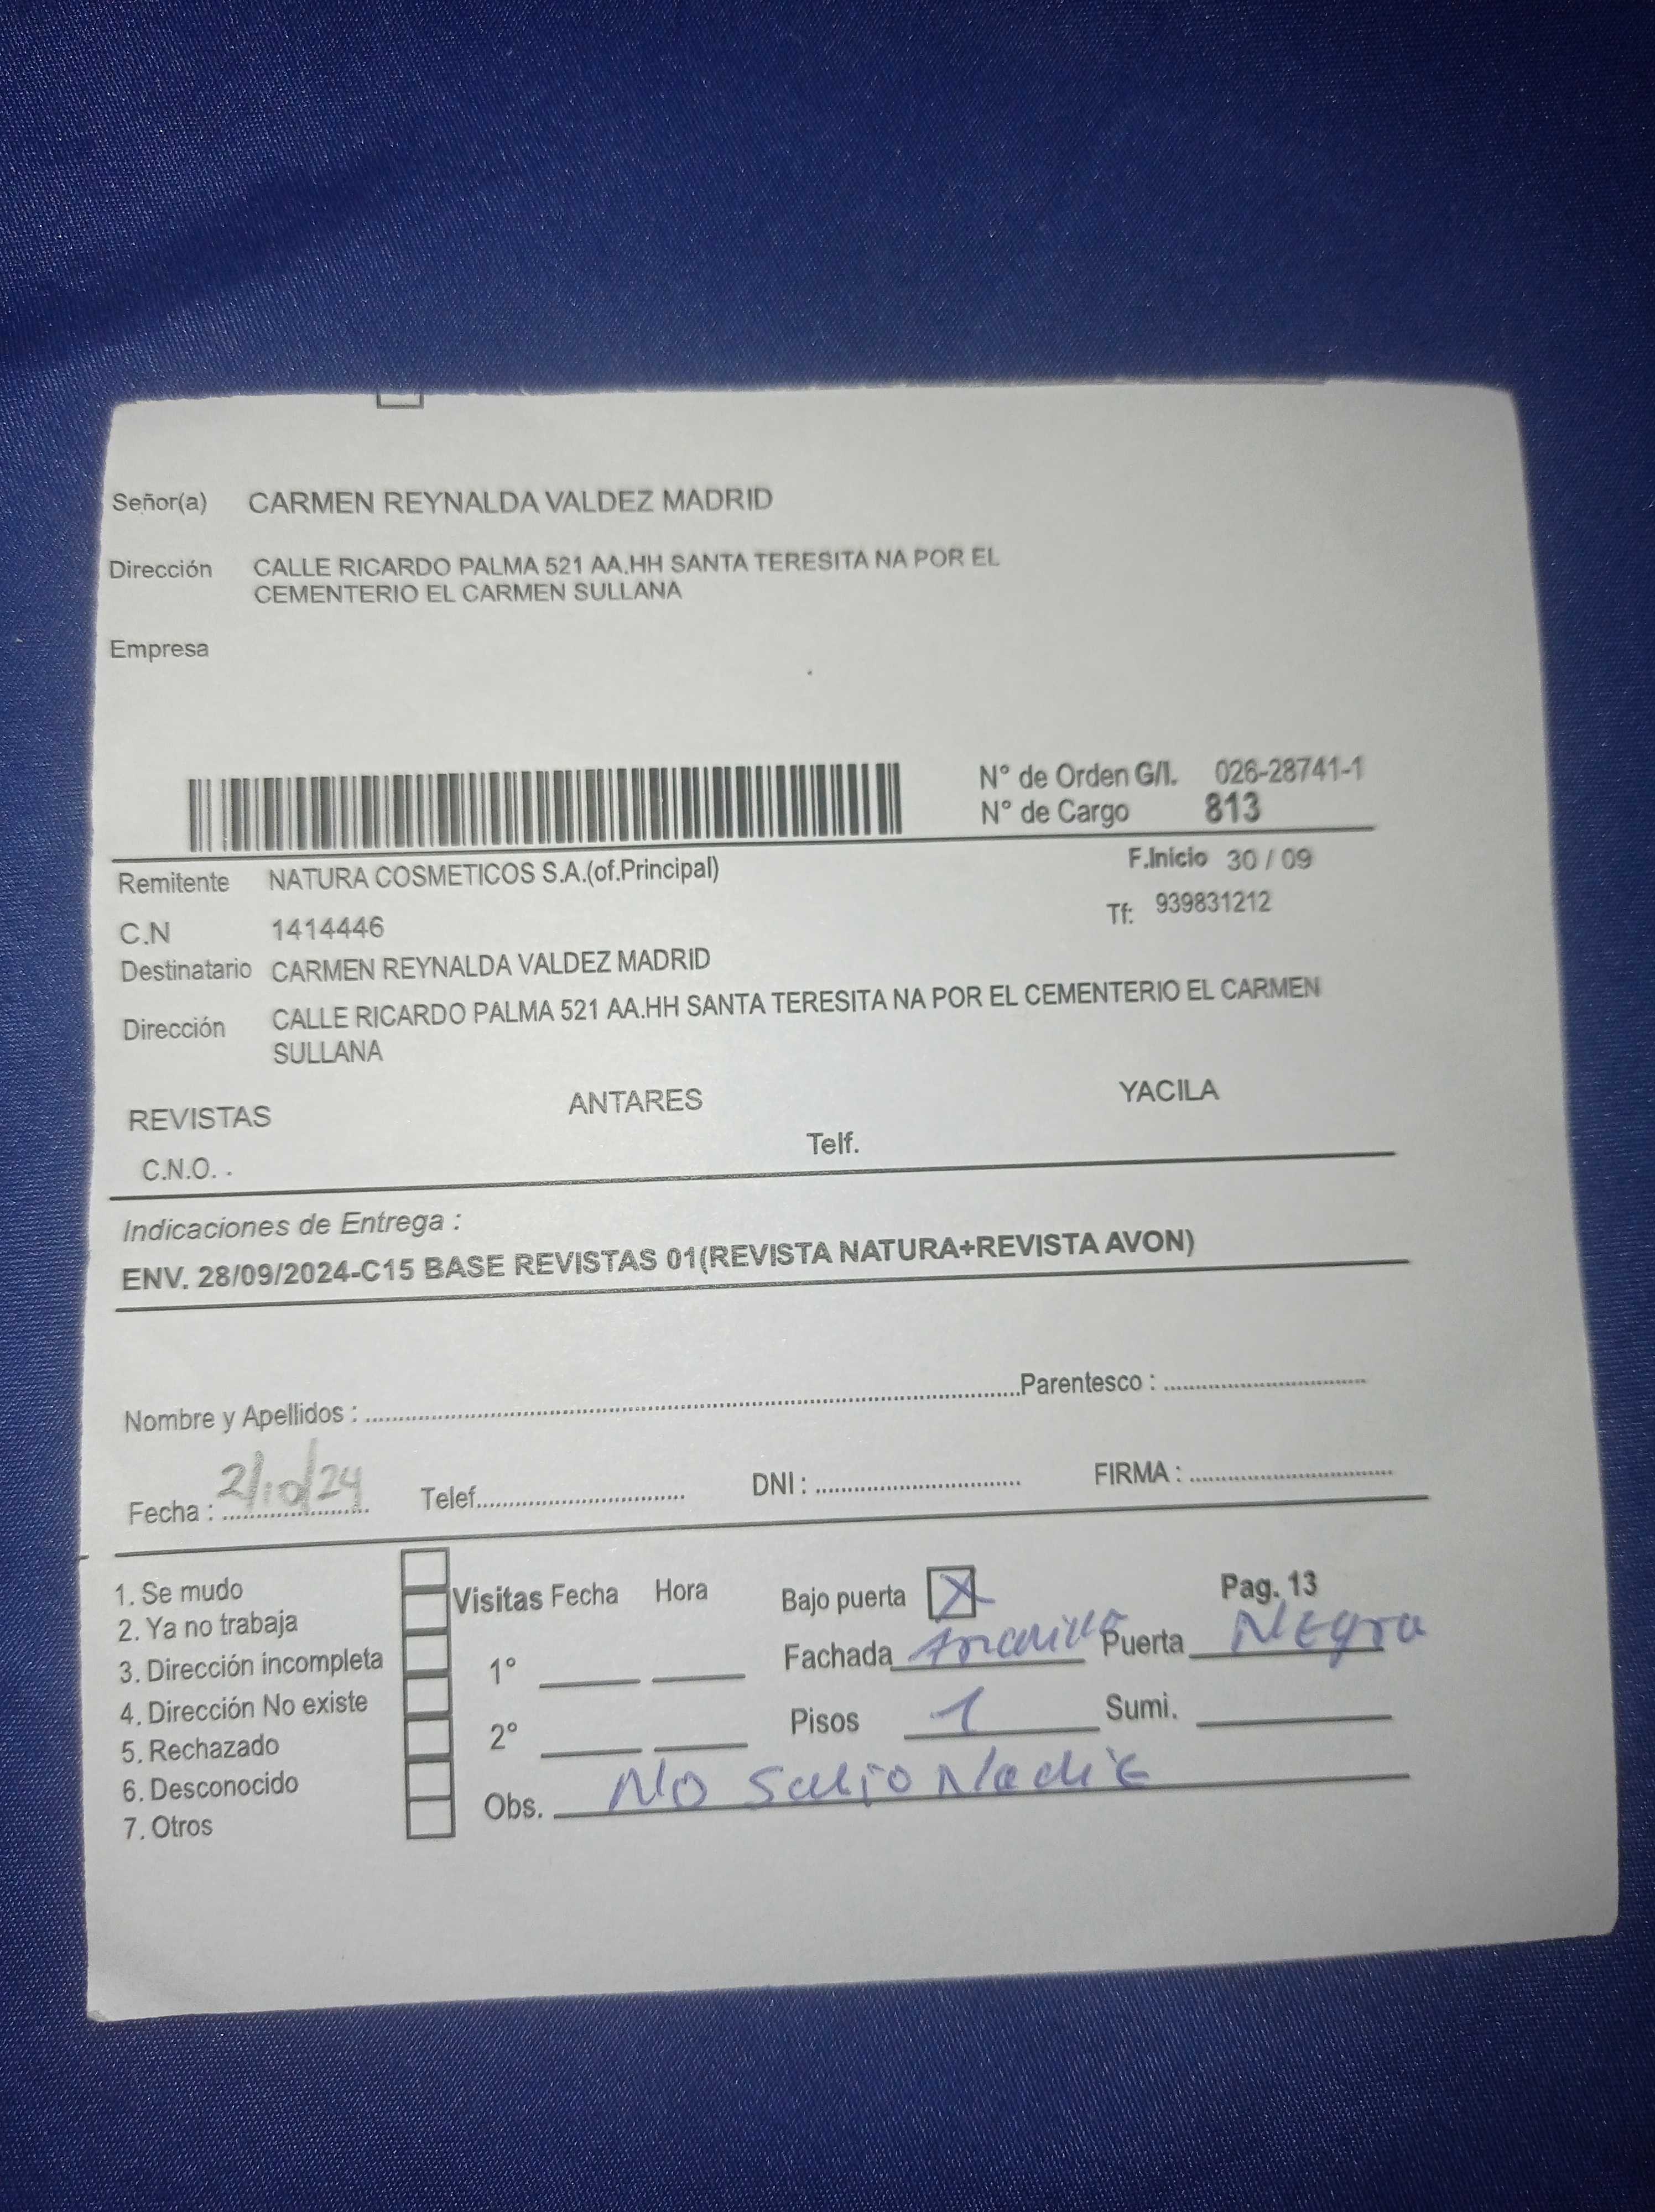 Señor(a) CARMEN REYNALDA VALDEZ MADRID
Dirección CALLE RICARDO PALMA 521 AA.HH SANTA TERESITA NA POR EL
CEMENTERIO EL CARMEN SULLANA
Empresa
N° de Orden G/I. 026-28741-1
N° de Cargo 813
Remitente NATURA COSMETICOS S.A.(of.Principal) F.Inicio 30 / 09
C.N 1414446 Tf: 939831212
Destinatario CARMEN REYNALDA VALDEZ MADRID
Dirección CALLE RICARDO PALMA 521 AA.HH SANTA TERESITA NA POR EL CEMENTERIO EL CARMEN
SULLANA
REVISTAS ANTARES YACILA
C.N.O. . Telf.
Indicaciones de Entrega :
ENV. 28/09/2024-C15 BASE REVISTAS 01(REVISTA NATURA+REVISTA AVON)
Nombre y Apellidos : Parentesco :
Fecha : 2/10/24 Telef. DNI : FIRMA :
1. Se mudo
2. Ya no trabaja
3. Dirección incompleta
4. Dirección No existe
5. Rechazado
6. Desconocido
7. Otros
Visitas Fecha Hora
1°
2°
Bajo puerta X Pag. 13
Fachada Amarilla Puerta Negra
Pisos 1 Sumi.
Obs. No Salio Nadie